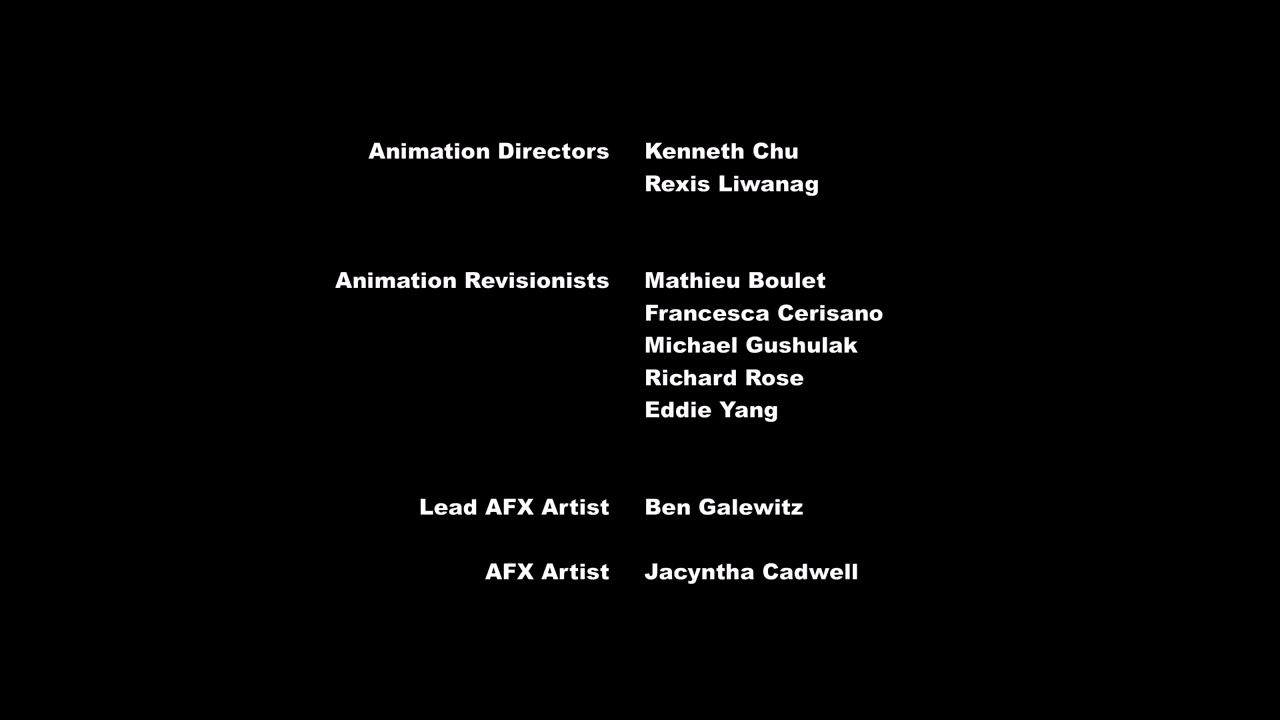 Animation Directors Kenneth Chu
Rexis Liwanag
Animation Revisionists Mathieu Boulet
Francesca Cerisano
Michael Gushulak
Richard Rose
Eddie Yang
Lead AFX Artist Ben Galewitz
AFX Artist Jacyntha Cadwell